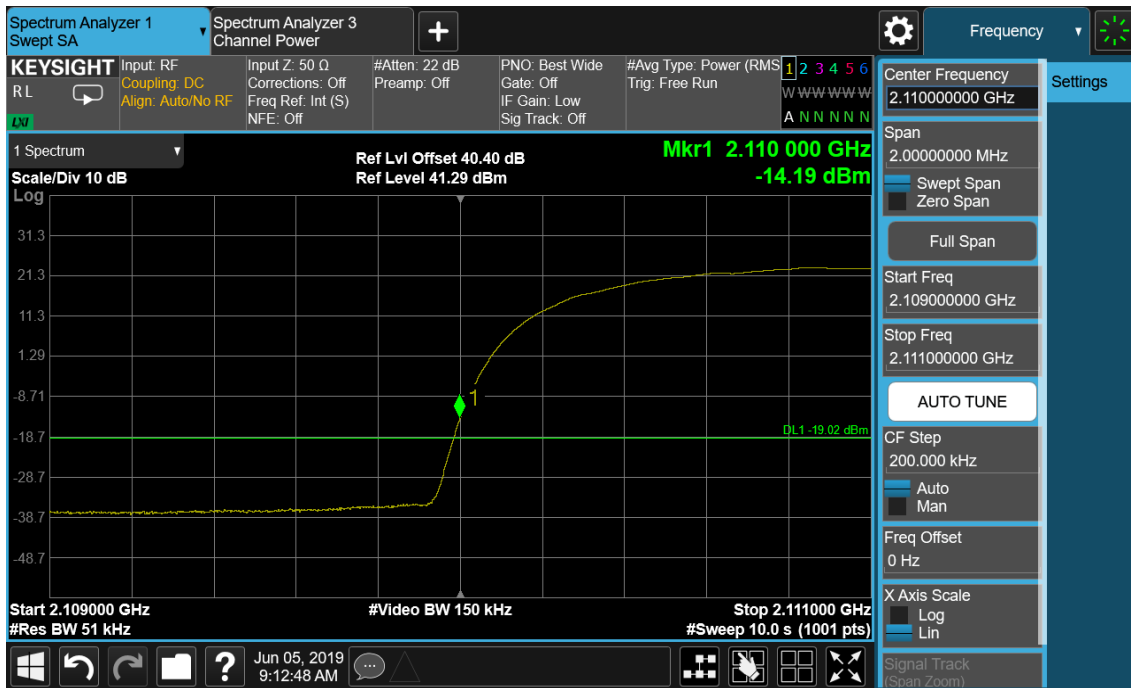 Spectrum Analyzer 1
Swept SA
Spectrum Analyzer 3
Channel Power
Frequency
KEYSIGHT
R L
LXI
Input: RF
Coupling: DC
Align: Auto/No RF
Input Z: 50 Ω
Corrections: Off
Freq Ref: Int (S)
NFE: Off
#Atten: 22 dB
Preamp: Off
PNO: Best Wide
Gate: Off
IF Gain: Low
Sig Track: Off
#Avg Type: Power (RMS
Trig: Free Run
1 2 3 4 5 6
W W W W W W
A N N N N N
1 Spectrum
Scale/Div 10 dB
Ref Lvl Offset 40.40 dB
Ref Level 41.29 dBm
Mkr1 2.110 000 GHz
-14.19 dBm
Log
31.3
21.3
11.3
1.29
-8.71
-18.7
-28.7
-38.7
-48.7
1
DL1 -19.02 dBm
Start 2.109000 GHz
#Res BW 51 kHz
#Video BW 150 kHz
Stop 2.111000 GHz
#Sweep 10.0 s (1001 pts)
Center Frequency
2.110000000 GHz
Span
2.00000000 MHz
Swept Span
Zero Span
Full Span
Start Freq
2.109000000 GHz
Stop Freq
2.111000000 GHz
AUTO TUNE
CF Step
200.000 kHz
Auto
Man
Freq Offset
0 Hz
X Axis Scale
Log
Lin
Signal Track
(Span Zoom)
Settings
?
Jun 05, 2019
9:12:48 AM